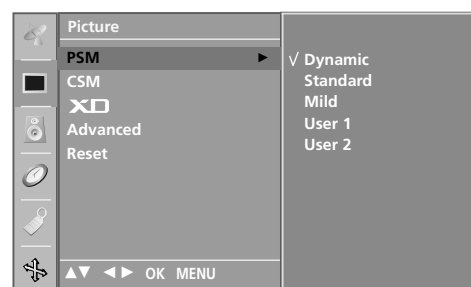 Picture
PSM ►
CSM
XD
Advanced
Reset
▲▼ ◄► OK MENU
√ Dynamic
Standard
Mild
User 1
User 2